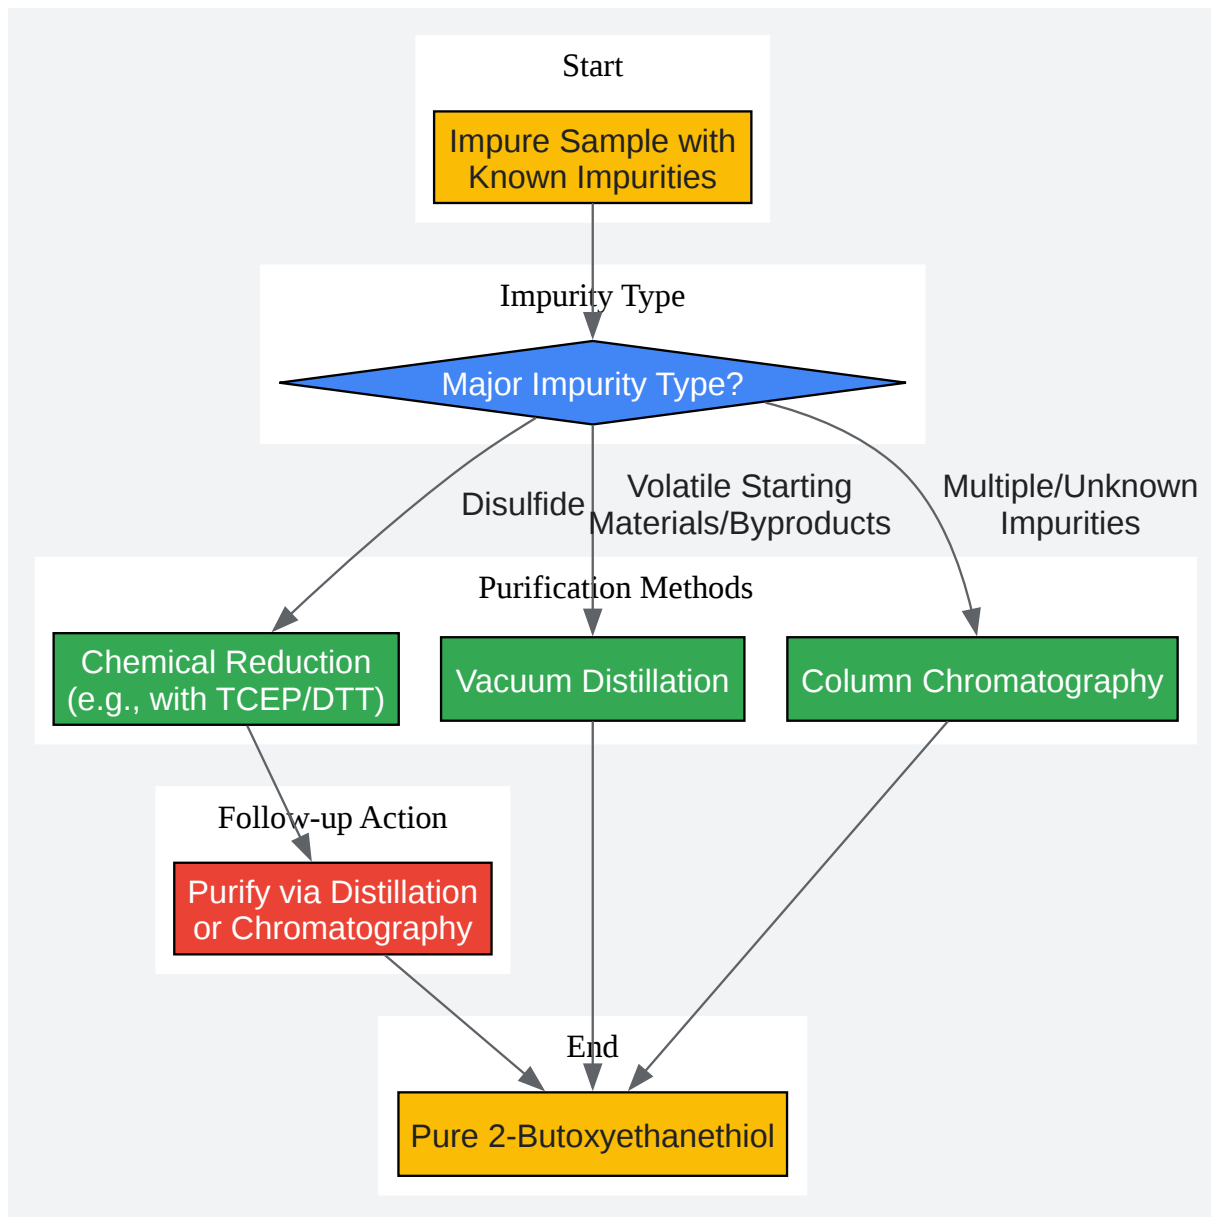 Start
Impure Sample with
Known Impurities
Impurity Type
Major Impurity Type?
Disulfide
Volatile Starting
Materials/Byproducts
Multiple/Unknown
Impurities
Purification Methods
Chemical Reduction
(e.g., with TCEP/DTT)
Vacuum Distillation
Column Chromatography
Follow-up Action
Purify via Distillation
or Chromatography
End
Pure 2-Butoxyethanethiol